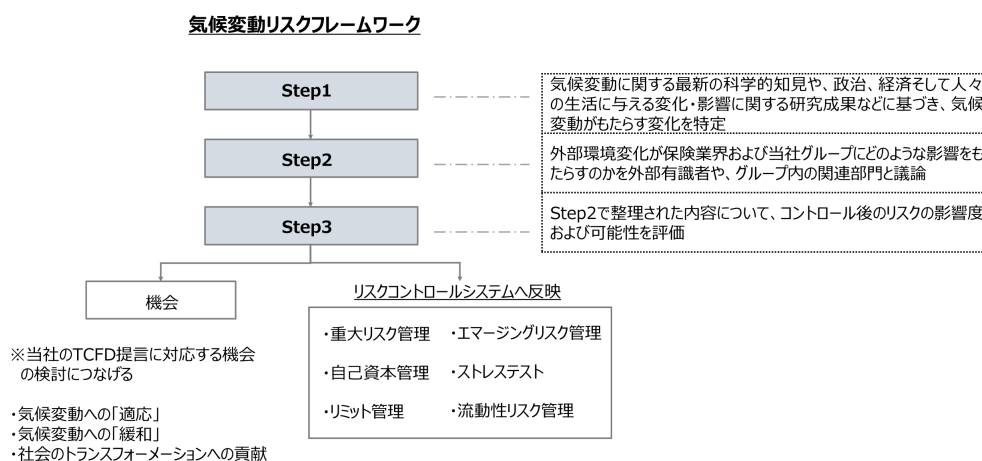 気候変動リスクフレームワーク
Step1
気候変動に関する最新の科学的知見や、政治、経済そして人々
の生活に与える変化・影響に関する研究成果などに基づき、気候
変動がもたらす変化を特定
Step2
外部環境変化が保険業界および当社グループにどのような影響をも
たらすのかを外部有識者や、グループ内の関連部門と議論
Step3
Step2で整理された内容について、コントロール後のリスクの影響度
および可能性を評価
機会
※当社のTCFD提言に対応する機会
の検討につなげる
・気候変動への「適応」
・気候変動への「緩和」
・社会のトランスフォーメーションへの貢献
リスクコントロールシステムへ反映
・重大リスク管理 ・エマージングリスク管理
・自己資本管理 ・ストレステスト
・リミット管理 ・流動性リスク管理